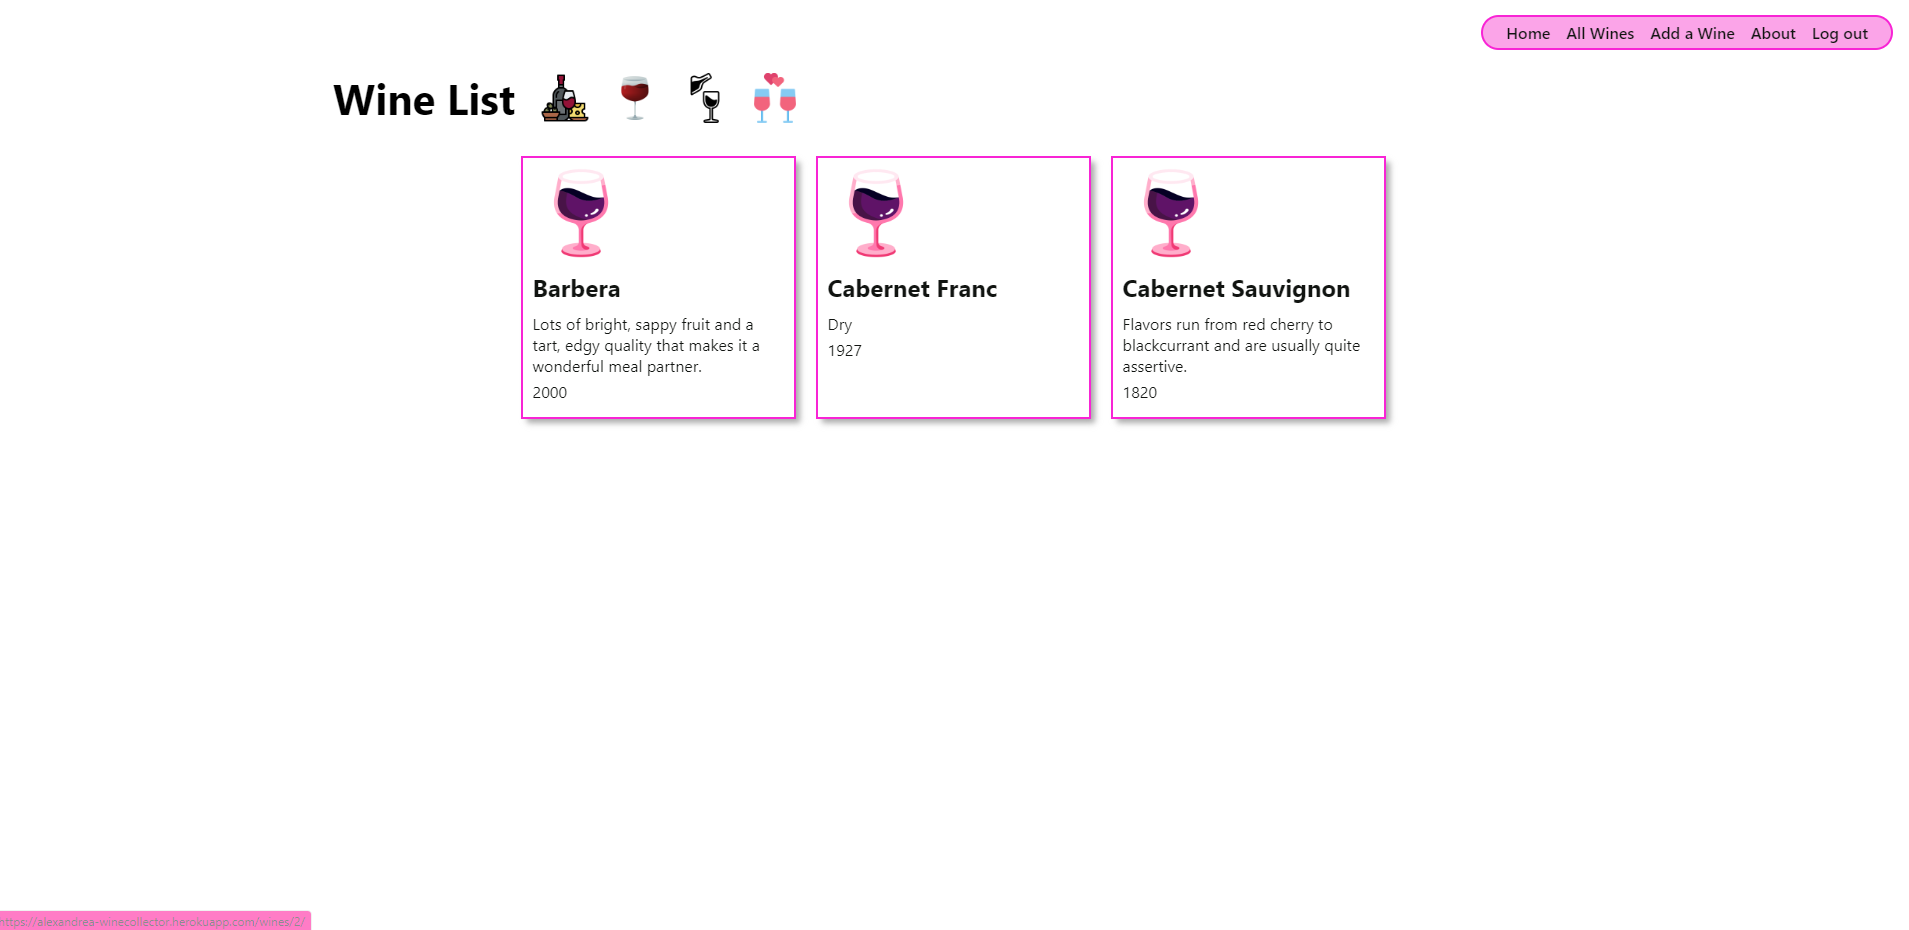 Home All Wines Add a Wine About Log out
Wine List
Barbera
Lots of bright, sappy fruit and a
tart, edgy quality that makes it a
wonderful meal partner.
2000
Cabernet Franc
Dry
1927
Cabernet Sauvignon
Flavors run from red cherry to
blackcurrant and are usually quite
assertive.
1820
https://alexandrea-winecollector.herokuapp.com/wines/2/